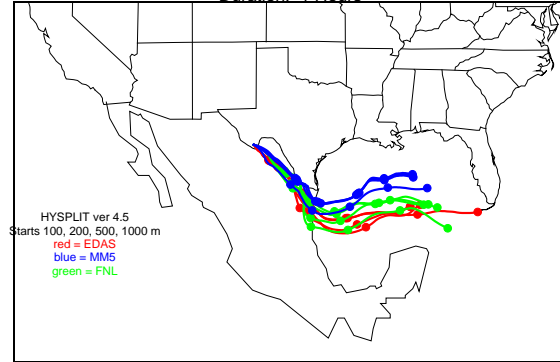 HYSPLIT ver 4.5
Starts 100, 200, 500, 1000 m
red = EDAS
blue = MM5
green = FNL